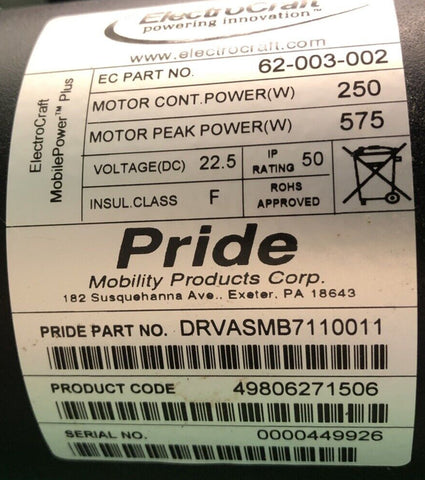 ElectroCraft
powering innovation™
www.electrocraft.com
ElectroCraft
MobilePower™ Plus
EC PART NO. 62-003-002
MOTOR CONT.POWER(W) 250
MOTOR PEAK POWER(W) 575
VOLTAGE(DC) 22.5 IP RATING 50
INSUL.CLASS F ROHS APPROVED
Pride
Mobility Products Corp.
182 Susquehanna Ave., Exeter, PA 18643
PRIDE PART NO. DRVASMB7110011
PRODUCT CODE 49806271506
SERIAL NO. 0000449926